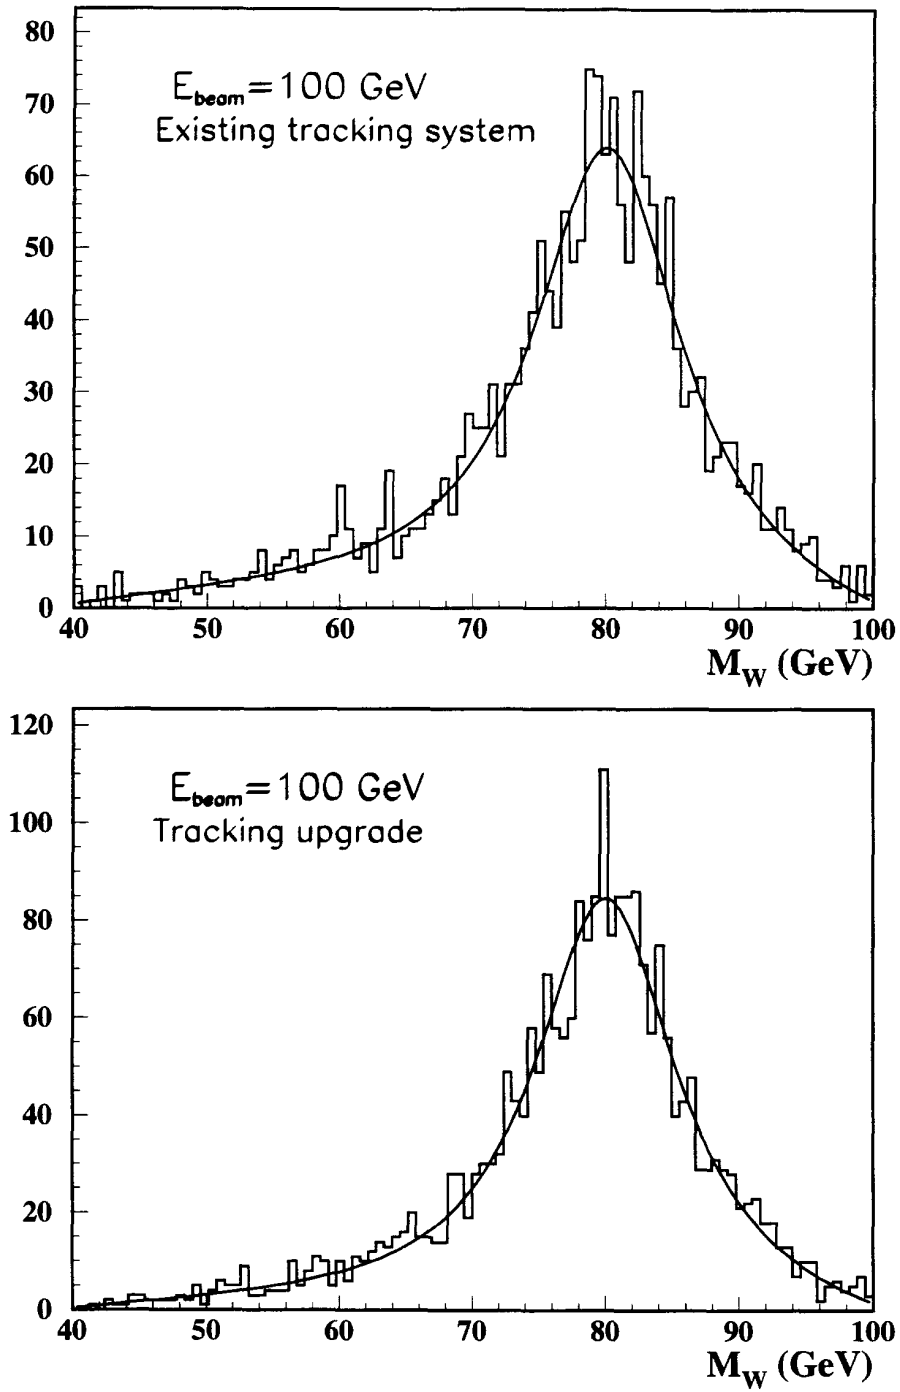 80
70
60
50
40
30
20
10
0
E_beam = 100 GeV
Existing tracking system
40 50 60 70 80 90 100
M_W (GeV)
120
100
80
60
40
20
0
E_beam = 100 GeV
Tracking upgrade
40 50 60 70 80 90 100
M_W (GeV)